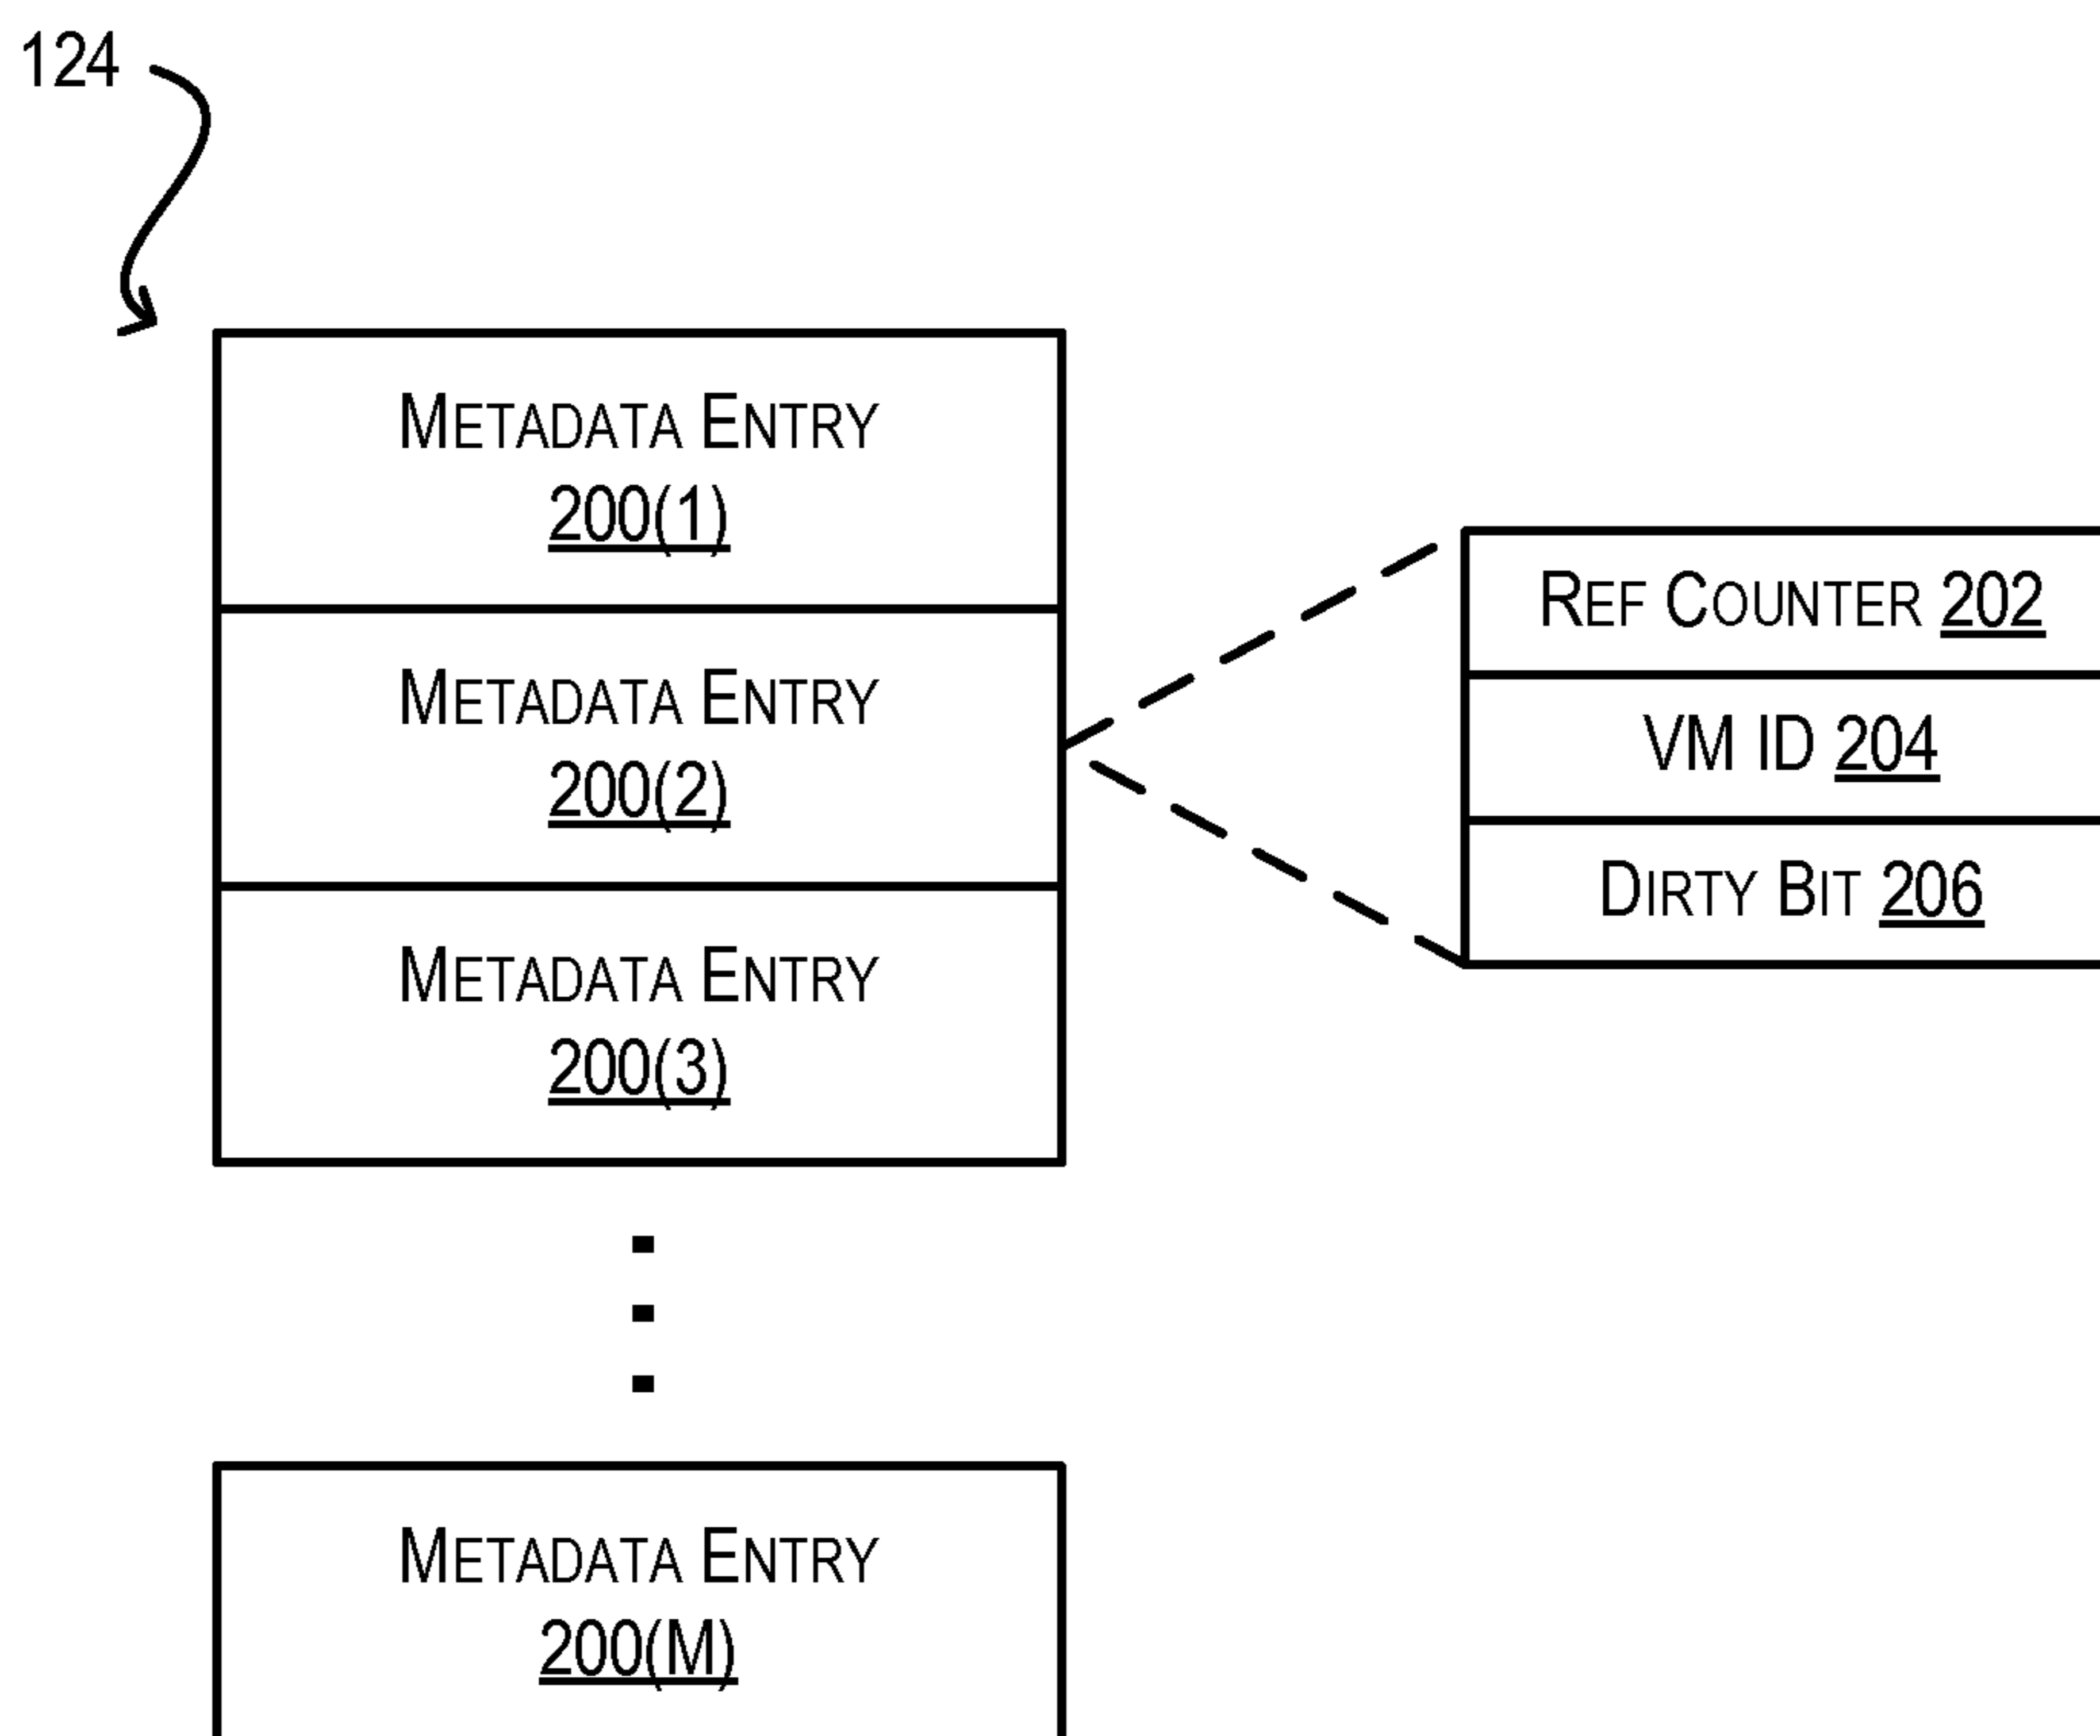 124
METADATA ENTRY
200(1)
METADATA ENTRY
200(2)
METADATA ENTRY
200(3)
METADATA ENTRY
200(M)
REF COUNTER 202
VM ID 204
DIRTY BIT 206